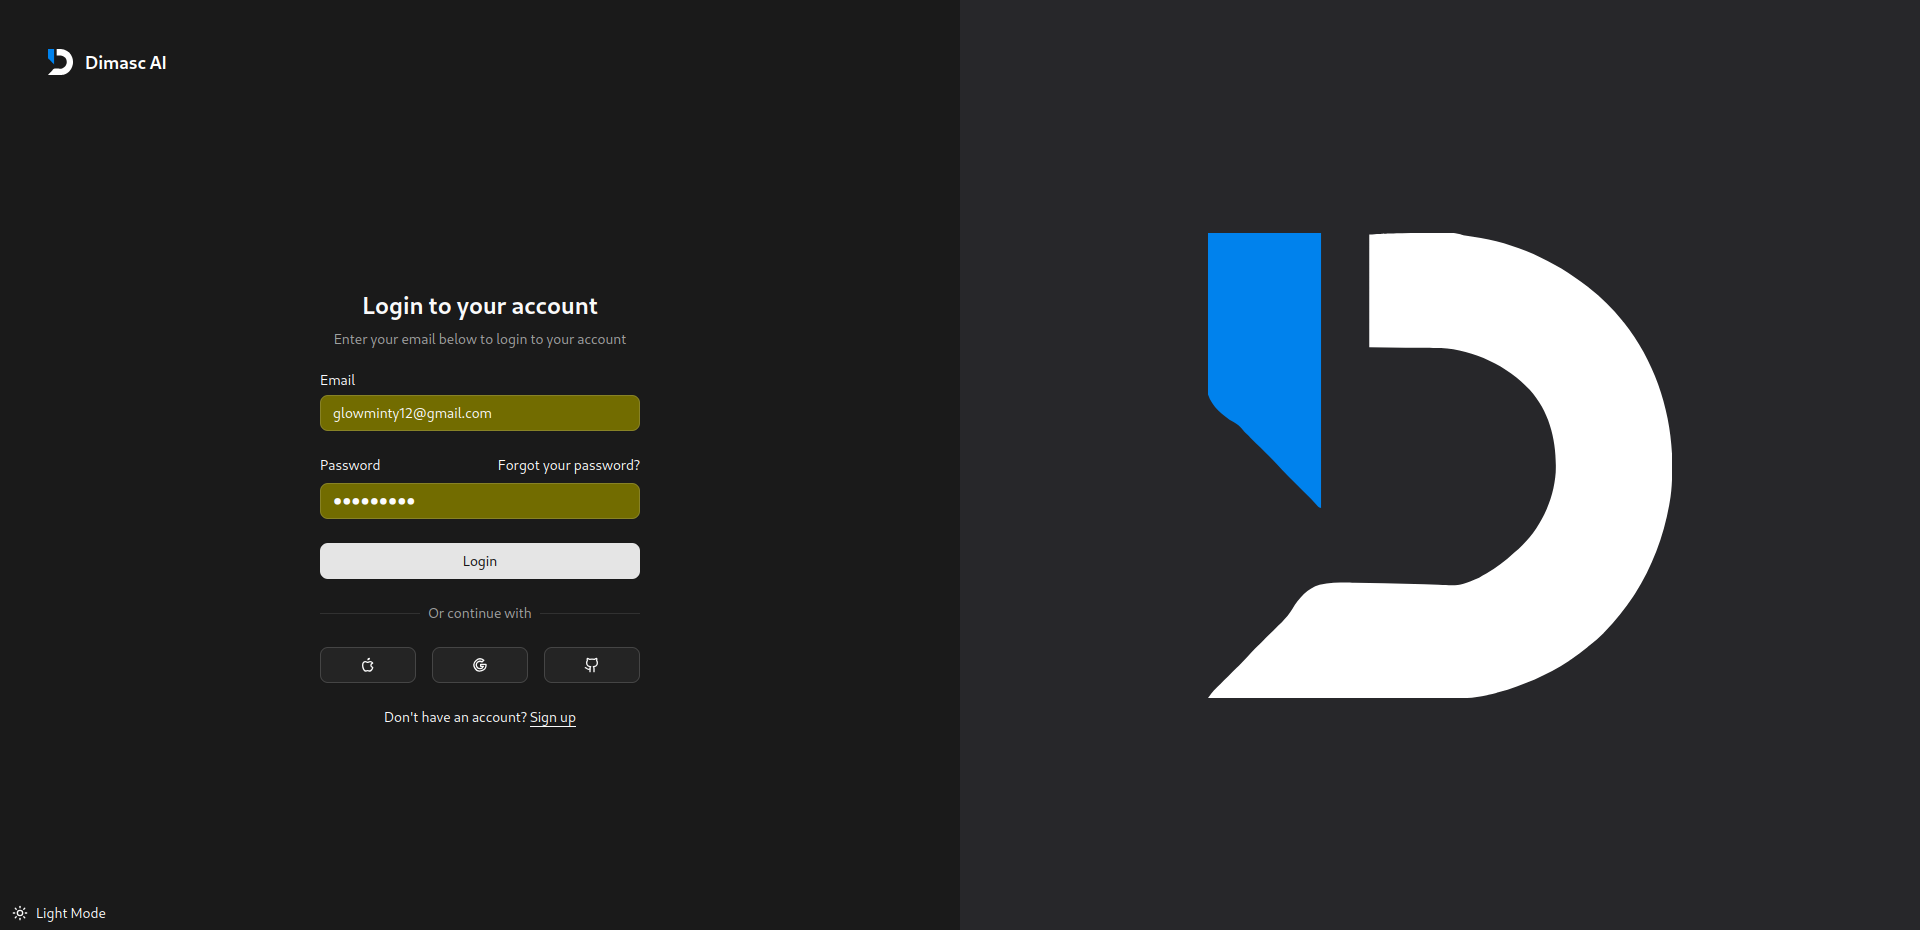 Dimasc AI
Login to your account
Enter your email below to login to your account
Email
glowminty12@gmail.com
Password Forgot your password?
●●●●●●●●●
Login
Or continue with
Don't have an account? Sign up
Light Mode